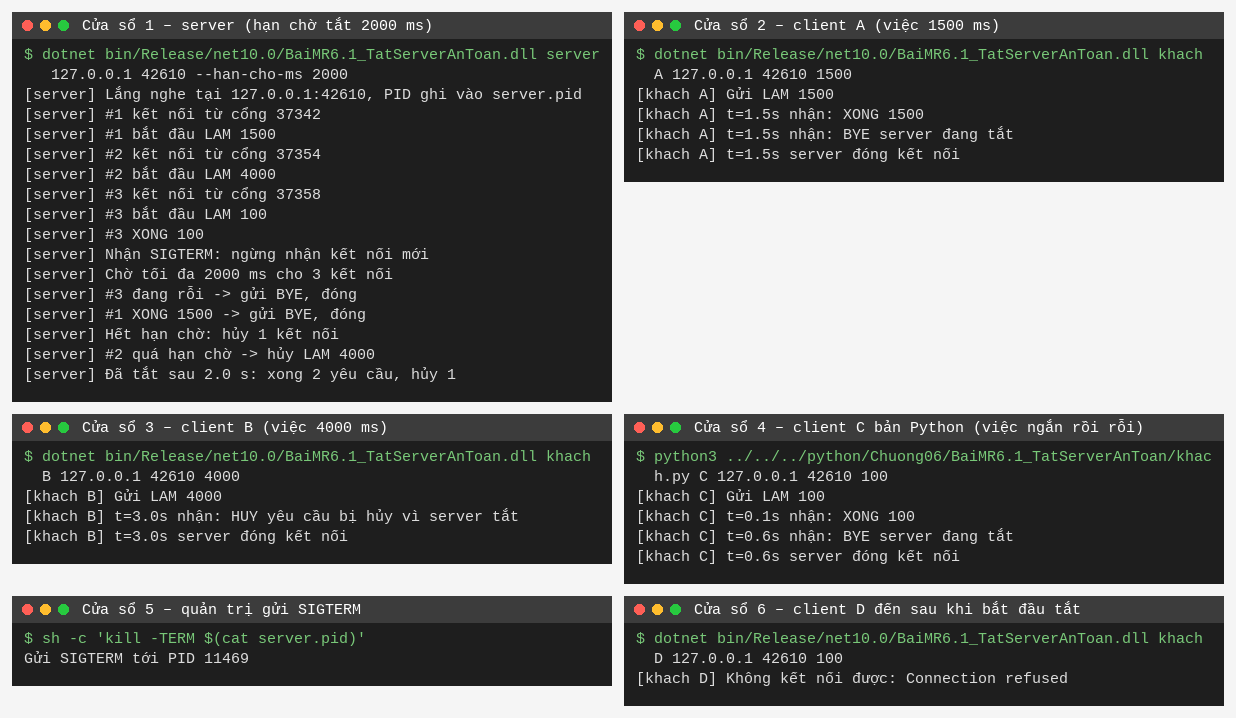 Cửa sổ 1 – server (hạn chờ tắt 2000 ms)
$ dotnet bin/Release/net10.0/BaiMR6.1_TatServerAnToan.dll server
127.0.0.1 42610 --han-cho-ms 2000
[server] Lắng nghe tại 127.0.0.1:42610, PID ghi vào server.pid
[server] #1 kết nối từ cổng 37342
[server] #1 bắt đầu LAM 1500
[server] #2 kết nối từ cổng 37354
[server] #2 bắt đầu LAM 4000
[server] #3 kết nối từ cổng 37358
[server] #3 bắt đầu LAM 100
[server] #3 XONG 100
[server] Nhận SIGTERM: ngừng nhận kết nối mới
[server] Chờ tối đa 2000 ms cho 3 kết nối
[server] #3 đang rỗi -> gửi BYE, đóng
[server] #1 XONG 1500 -> gửi BYE, đóng
[server] Hết hạn chờ: hủy 1 kết nối
[server] #2 quá hạn chờ -> hủy LAM 4000
[server] Đã tắt sau 2.0 s: xong 2 yêu cầu, hủy 1
Cửa sổ 2 – client A (việc 1500 ms)
$ dotnet bin/Release/net10.0/BaiMR6.1_TatServerAnToan.dll khach
A 127.0.0.1 42610 1500
[khach A] Gửi LAM 1500
[khach A] t=1.5s nhận: XONG 1500
[khach A] t=1.5s nhận: BYE server đang tắt
[khach A] t=1.5s server đóng kết nối
Cửa sổ 3 – client B (việc 4000 ms)
$ dotnet bin/Release/net10.0/BaiMR6.1_TatServerAnToan.dll khach
B 127.0.0.1 42610 4000
[khach B] Gửi LAM 4000
[khach B] t=3.0s nhận: HUY yêu cầu bị hủy vì server tắt
[khach B] t=3.0s server đóng kết nối
Cửa sổ 4 – client C bản Python (việc ngắn rồi rỗi)
$ python3 ../../../python/Chuong06/BaiMR6.1_TatServerAnToan/khac
h.py C 127.0.0.1 42610 100
[khach C] Gửi LAM 100
[khach C] t=0.1s nhận: XONG 100
[khach C] t=0.6s nhận: BYE server đang tắt
[khach C] t=0.6s server đóng kết nối
Cửa sổ 5 – quản trị gửi SIGTERM
$ sh -c 'kill -TERM $(cat server.pid)'
Gửi SIGTERM tới PID 11469
Cửa sổ 6 – client D đến sau khi bắt đầu tắt
$ dotnet bin/Release/net10.0/BaiMR6.1_TatServerAnToan.dll khach
D 127.0.0.1 42610 100
[khach D] Không kết nối được: Connection refused